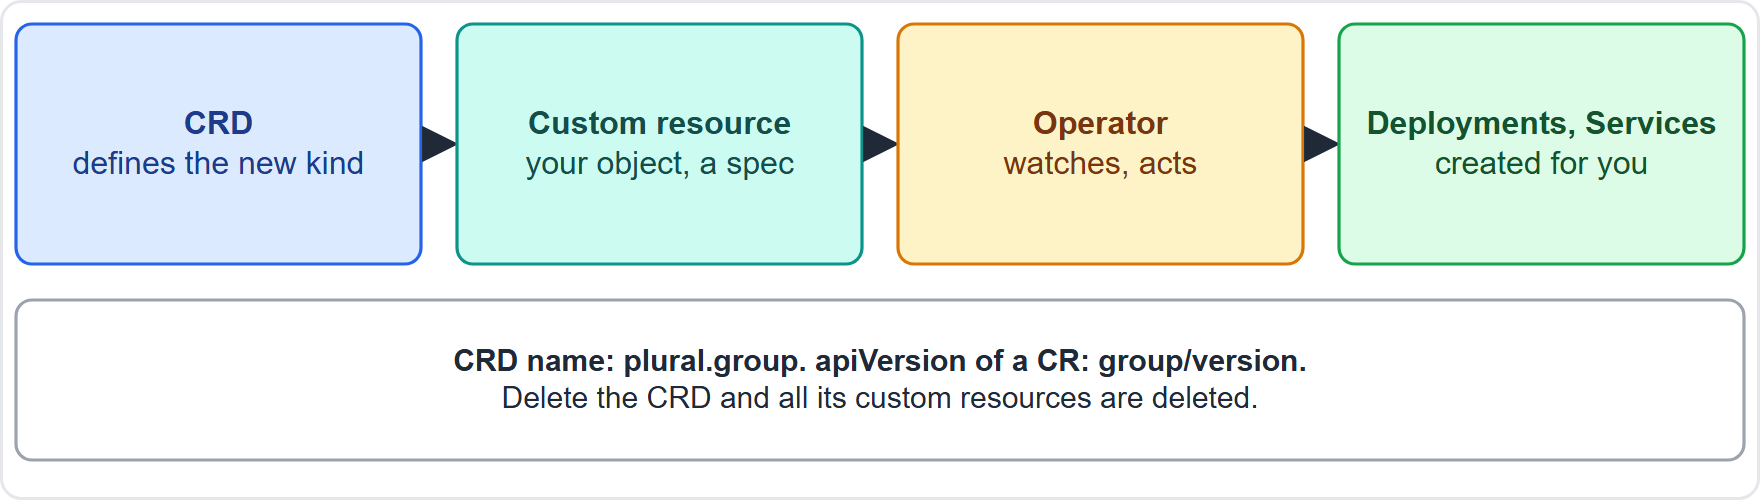 CRD
defines the new kind
Custom resource
your object, a spec
Operator
watches, acts
Deployments, Services
created for you
CRD name: plural.group. apiVersion of a CR: group/version.
Delete the CRD and all its custom resources are deleted.